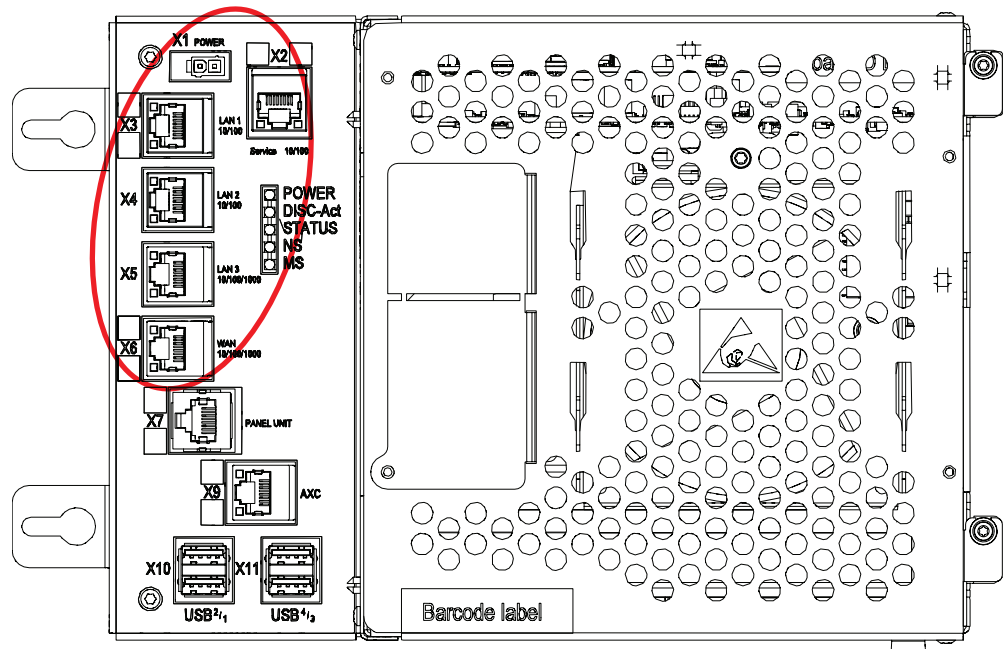 X1 POWER
X2
X3
LAN 1
10/100
Service 10/100
X4
LAN 2
10/100
POWER
DISC-Act
STATUS
NS
MS
X5
LAN 3
10/100/1000
X6
WAN
10/100/1000
X7
PANEL UNIT
X9
AXC
X10
X11
USB²/₁
USB⁴/₃
Barcode label